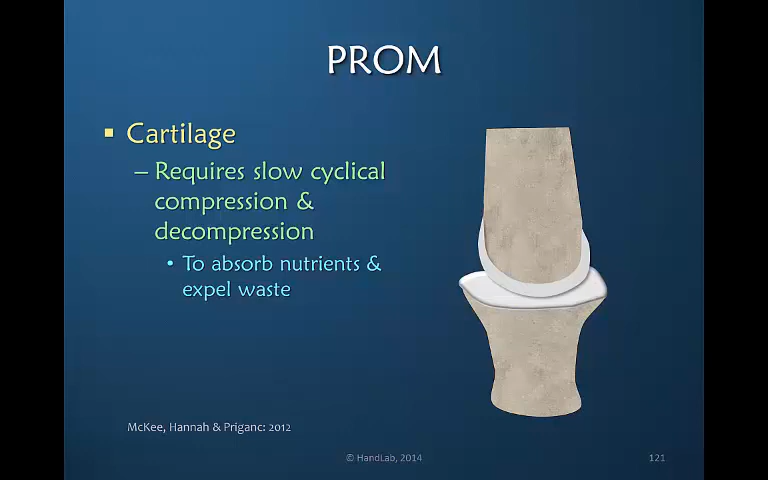 PROM
▪ Cartilage
– Requires slow cyclical
compression &
decompression
• To absorb nutrients &
expel waste
McKee, Hannah & Priganc: 2012
© HandLab, 2014
121